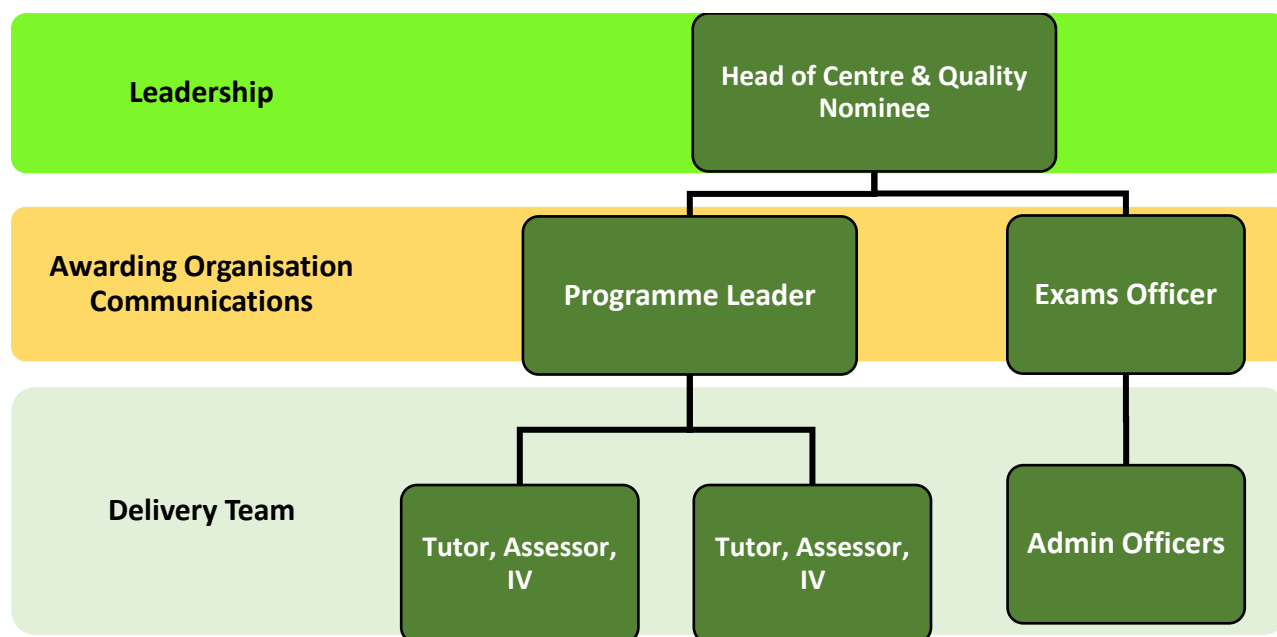 Leadership
Head of Centre & Quality
Nominee
Awarding Organisation
Communications
Programme Leader
Exams Officer
Delivery Team
Tutor, Assessor,
IV
Tutor, Assessor,
IV
Admin Officers